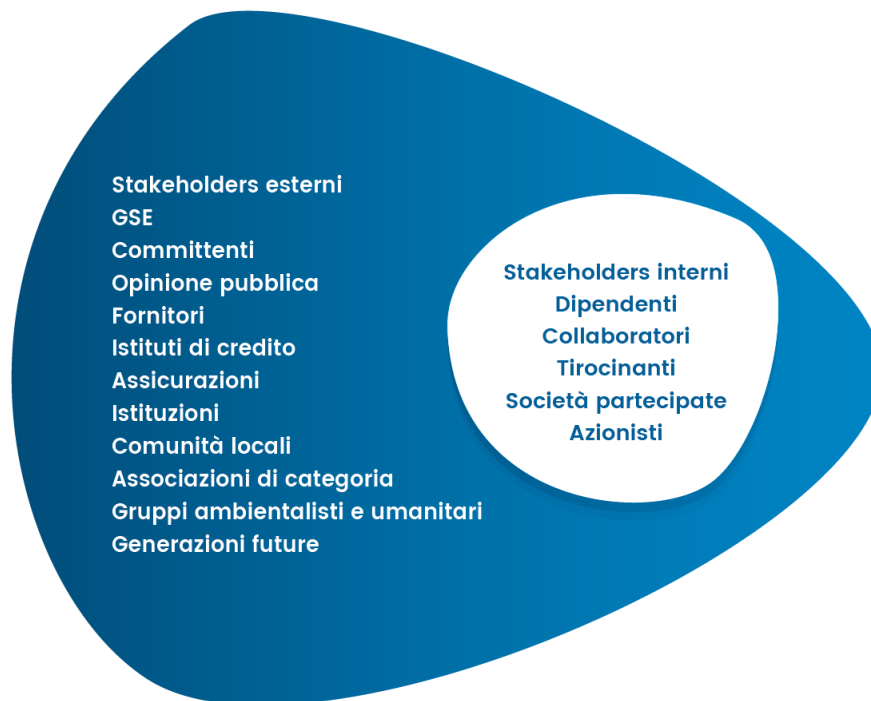 Stakeholders esterni
GSE
Committenti
Opinione pubblica
Fornitori
Istituti di credito
Assicurazioni
Istituzioni
Comunità locali
Associazioni di categoria
Gruppi ambientalisti e umanitari
Generazioni future
Stakeholders interni
Dipendenti
Collaboratori
Tirocinanti
Società partecipate
Azionisti